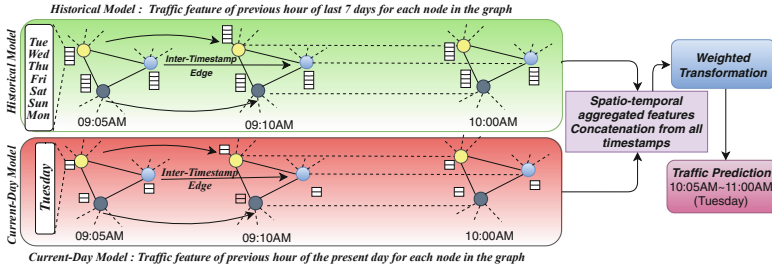 Historical Model : Traffic feature of previous hour of last 7 days for each node in the graph
Historical Model
Tue
Wed
Thu
Fri
Sat
Sun
Mon
Inter-Timestamp
Edge
09:05AM
09:10AM
10:00AM
Current-Day Model
Tuesday
Inter-Timestamp
Edge
09:05AM
09:10AM
10:00AM
Current-Day Model : Traffic feature of previous hour of the present day for each node in the graph
Spatio-temporal
aggregated features
Concatenation from all
timestamps
Weighted
Transformation
Traffic Prediction
10:05AM~11:00AM
(Tuesday)